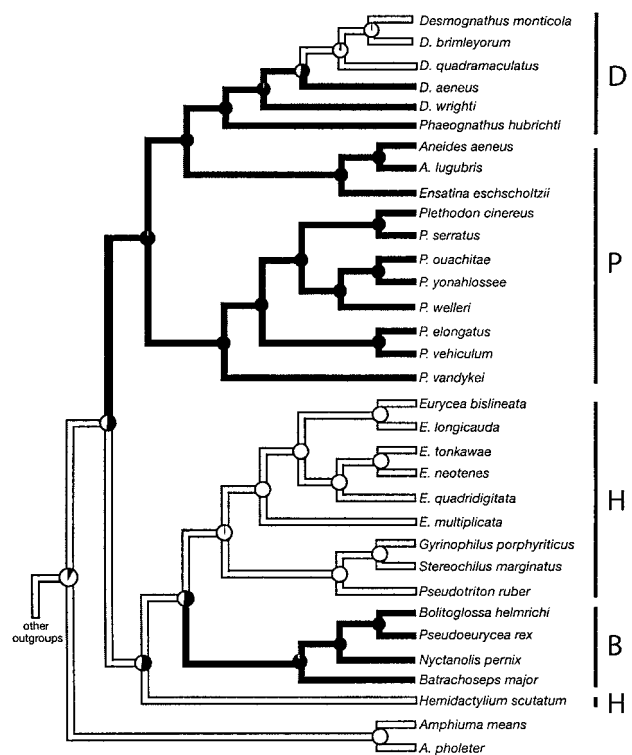 Desmognathus monticola
D. brimleyorum
D. quadramaculatus
D. aeneus
D. wrighti
Phaeognathus hubrichti
D
Aneides aeneus
A. lugubris
Ensatina eschscholtzii
Plethodon cinereus
P. serratus
P. ouachitae
P. yonahlossee
P. welleri
P. elongatus
P. vehiculum
P. vandykei
P
Eurycea bislineata
E. longicauda
E. tonkawae
E. neotenes
E. quadridigitata
E. multiplicata
Gyrinophilus porphyriticus
Stereochilus marginatus
Pseudotriton ruber
H
Bolitoglossa helmrichi
Pseudoeurycea rex
Nyctanolis pernix
Batrachoseps major
B
Hemidactylium scutatum
H
Amphiuma means
A. pholeter
other
outgroups